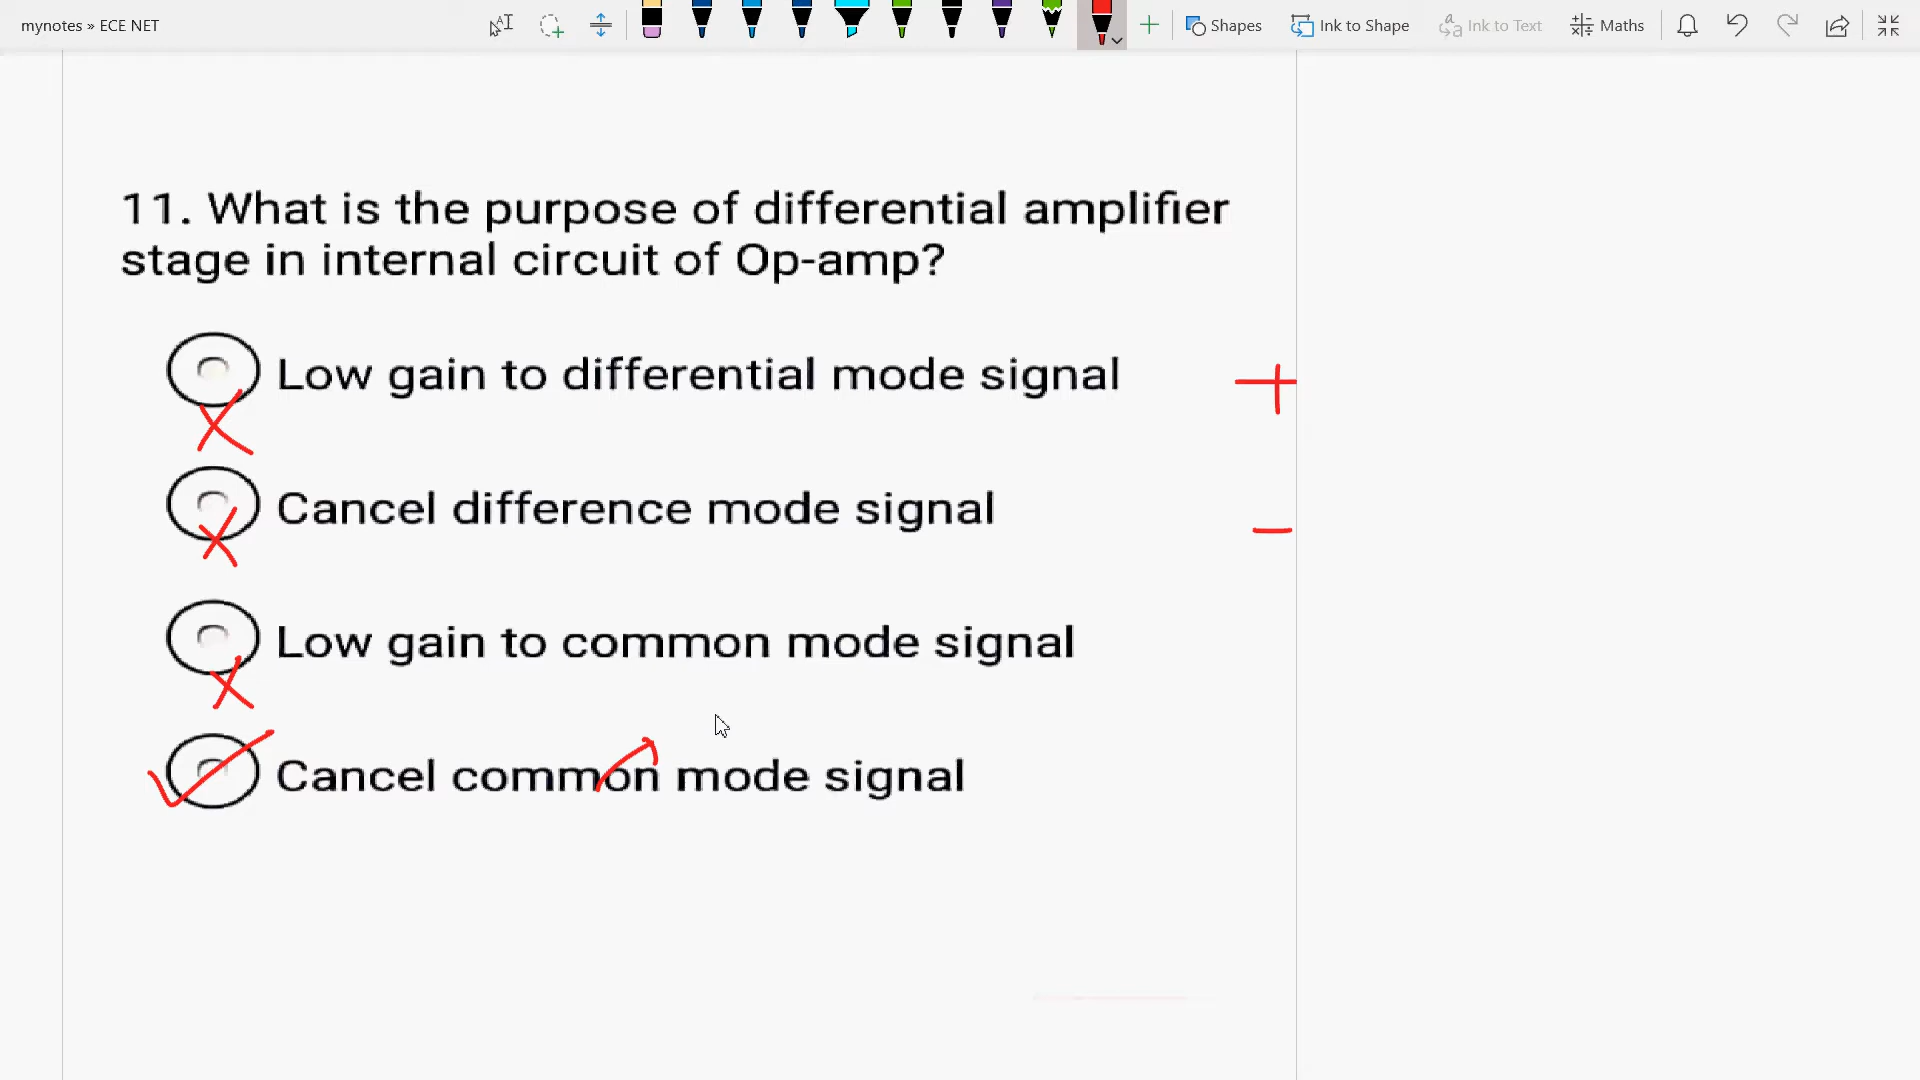 mynotes » ECE NET
Shapes
Ink to Shape
Ink to Text
Maths
11. What is the purpose of differential amplifier
stage in internal circuit of Op-amp?
Low gain to differential mode signal
+
Cancel difference mode signal
−
Low gain to common mode signal
Cancel common mode signal